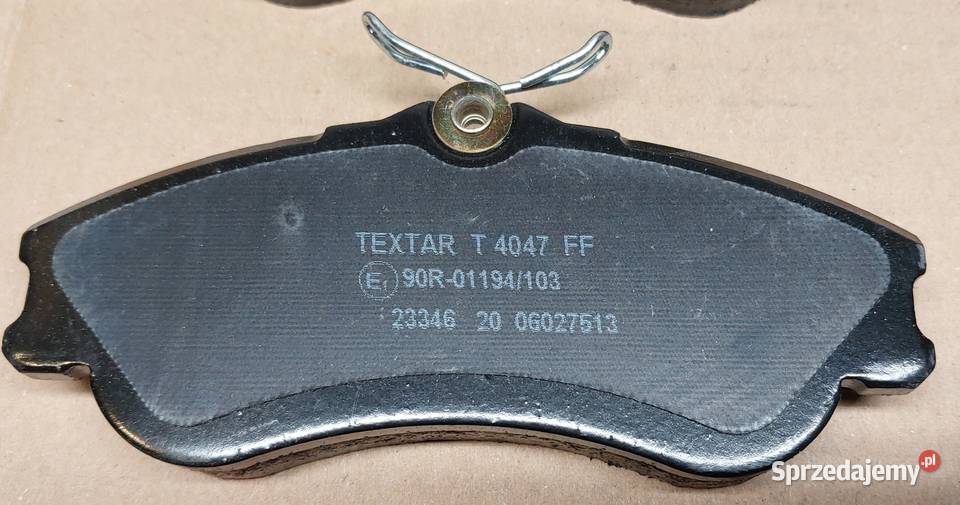 TEXTAR T 4047 FF
E1 90R-01194/103
23346 20 0G027513
Sprzedajemy.pl